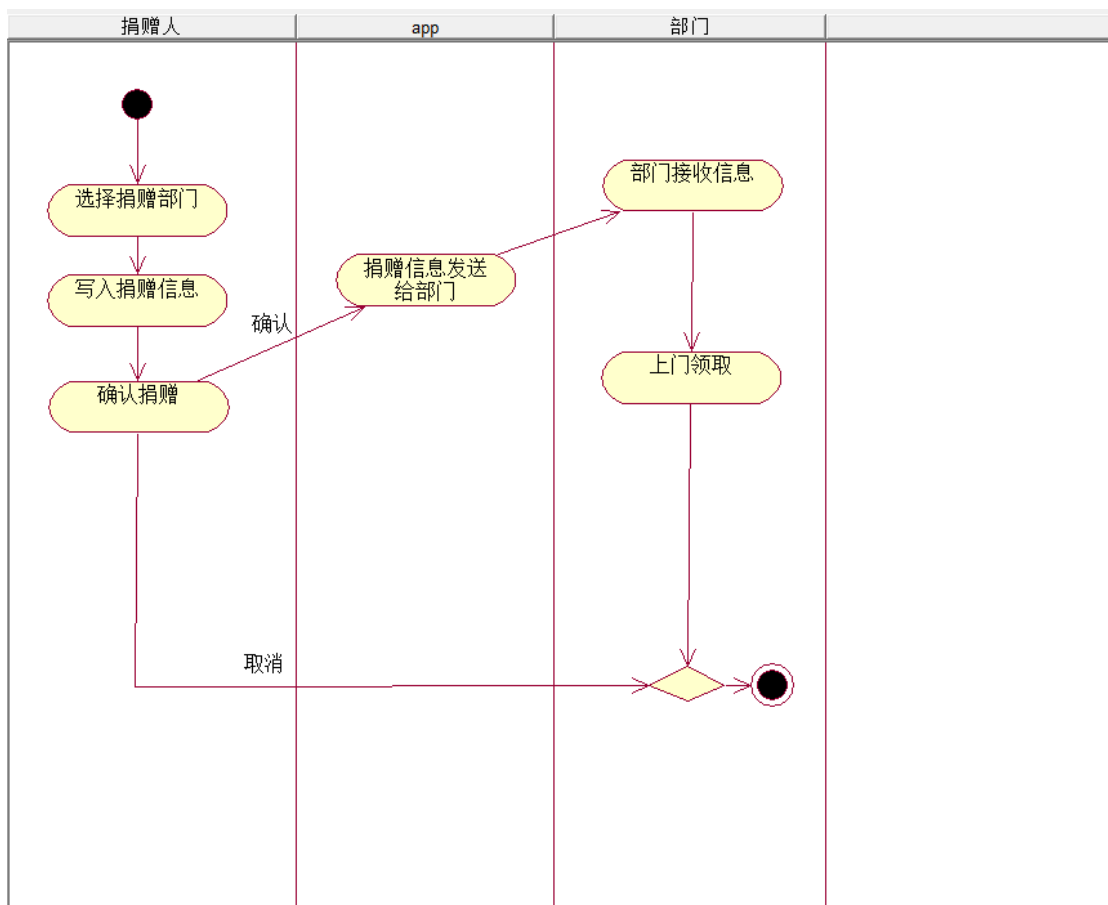 捐赠人
app
部门
选择捐赠部门
写入捐赠信息
确认捐赠
确认
取消
捐赠信息发送
给部门
部门接收信息
上门领取